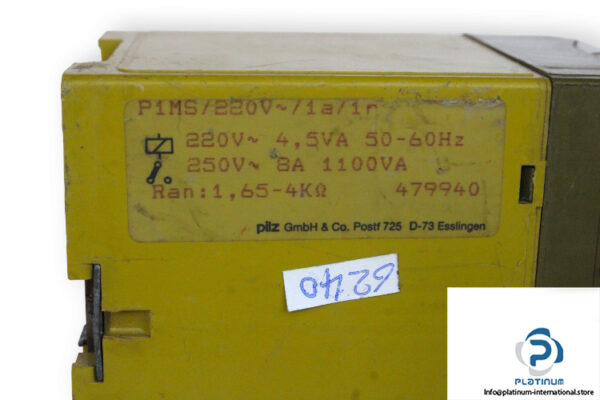 P1MS/220V~/1a/1r
220V~ 4,5VA 50-60Hz
250V~ 8A 1100VA
Ran:1,65-4KΩ 479940
pilz GmbH & Co. Postf 725 D-73 Esslingen
6240
PLATINUM
Info@platinum-international.store